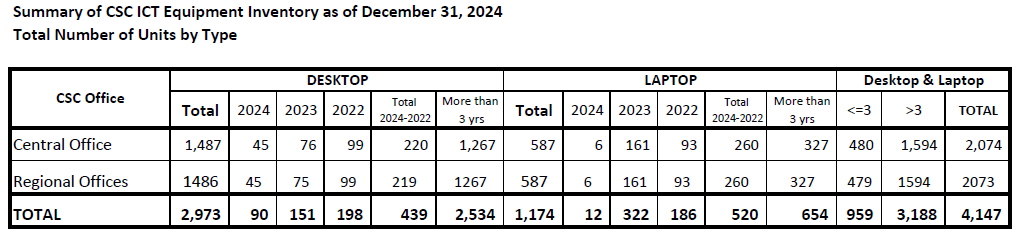 Summary of CSC ICT Equipment Inventory as of December 31, 2024
Total Number of Units by Type
CSC Office DESKTOP LAPTOP Desktop & Laptop
Total 2024 2023 2022 Total 2024-2022 More than 3 yrs Total 2024 2023 2022 Total 2024-2022 More than 3 yrs <=3 >3 TOTAL
Central Office 1,487 45 76 99 220 1,267 587 6 161 93 260 327 480 1,594 2,074
Regional Offices 1486 45 75 99 219 1267 587 6 161 93 260 327 479 1594 2073
TOTAL 2,973 90 151 198 439 2,534 1,174 12 322 186 520 654 959 3,188 4,147